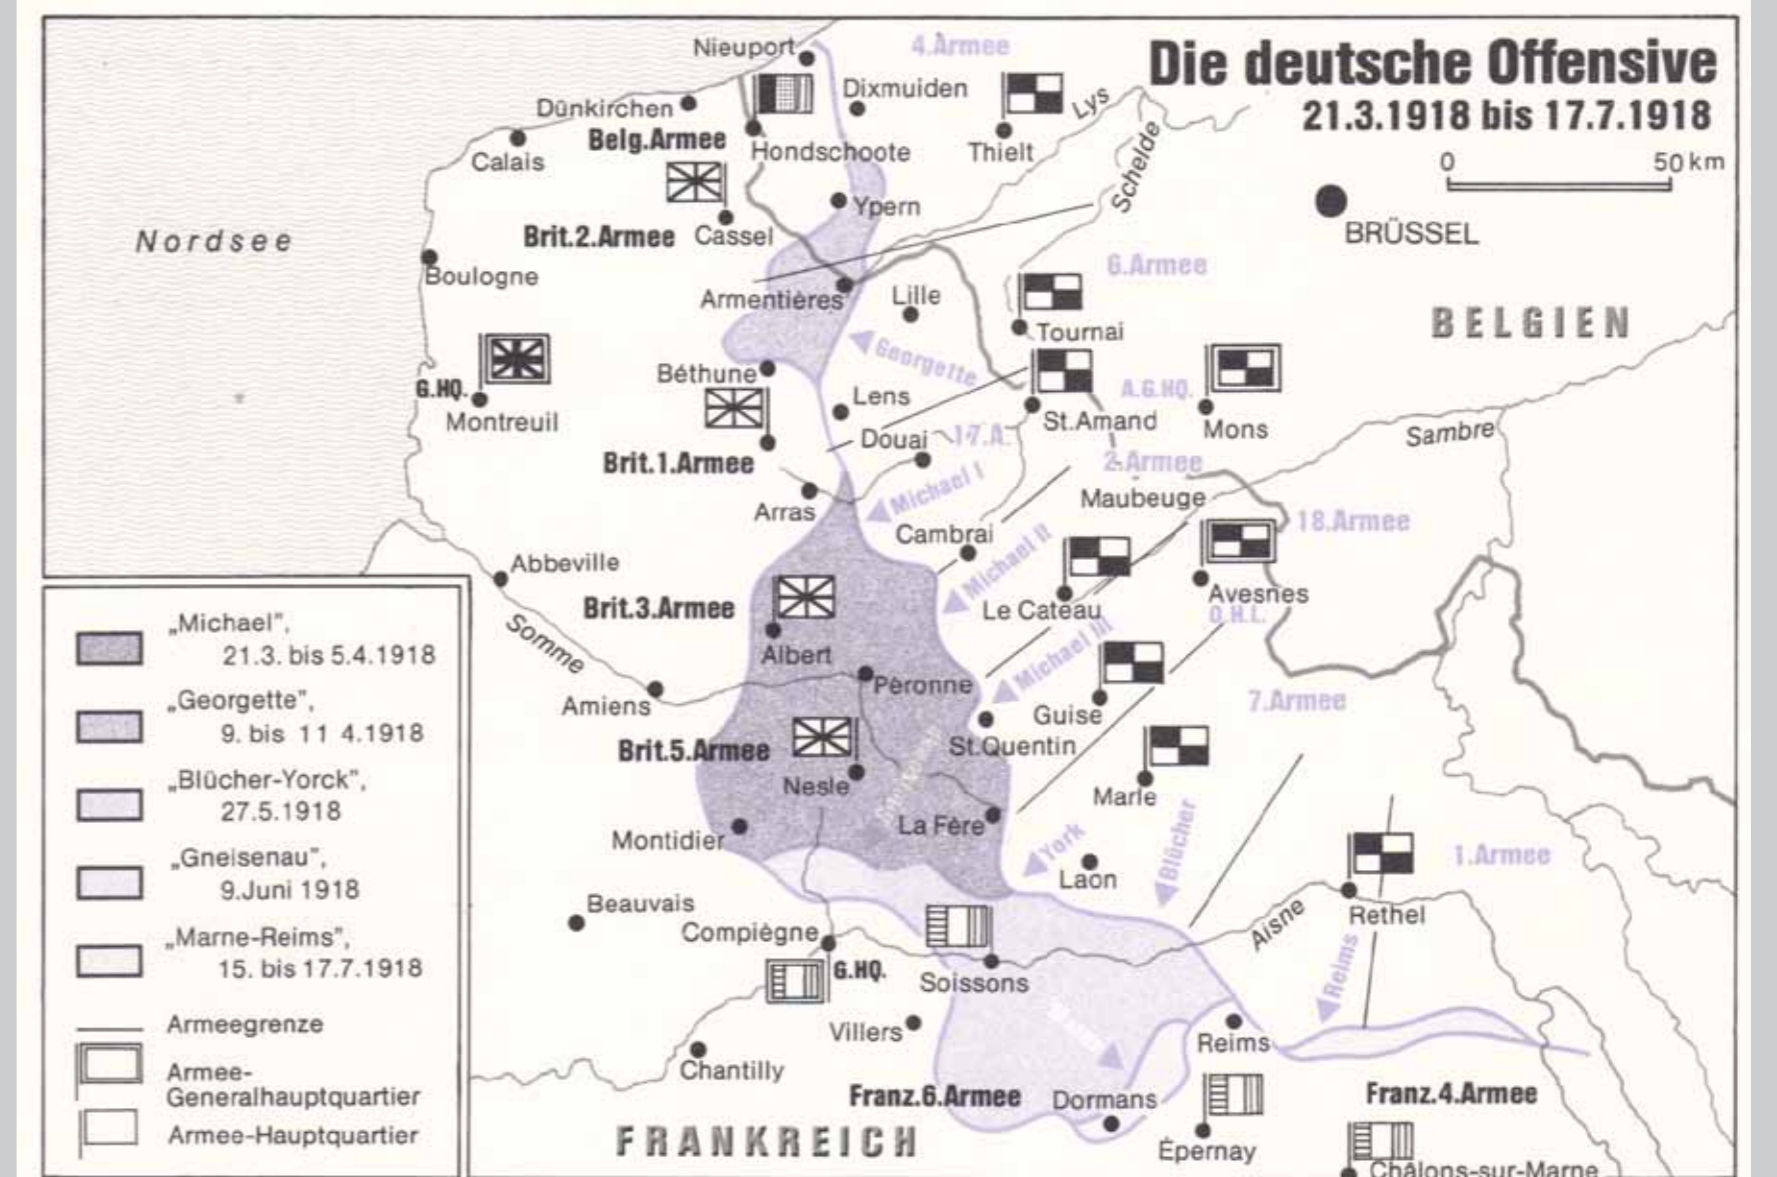 Die deutsche Offensive
21.3.1918 bis 17.7.1918
0 50 km
Nieuport
4.Armee
Dünkirchen
Dixmuiden
Lys
Calais
Belg.Armee
Hondschoote
Thielt
Schelde
Ypern
BRÜSSEL
Nordsee
Brit.2.Armee
Cassel
Boulogne
6.Armee
Armentières
Lille
Tournai
BELGIEN
Georgette
Béthune
G.HQ.
Montreuil
Lens
A.G.HQ.
St.Amand
Mons
Sambre
Douai
17.A.
Brit.1.Armee
2.Armee
Maubeuge
Michael I
Arras
Cambrai
18.Armee
Abbeville
Michael II
Brit.3.Armee
Le Cateau
Avesnes
O.H.L.
Somme
Albert
Michael III
Pèronne
Amiens
Guise
7.Armee
St.Quentin
Brit.5.Armee
Nesle
Marle
La Fère
Montidier
York
Blücher
Laon
1.Armee
Beauvais
Compiègne
Aisne
Rethel
G.HQ.
Soissons
Reims
Villers
Reims
Chantilly
Franz.6.Armee
Dormans
Franz.4.Armee
FRANKREICH
Épernay
Châlons-sur-Marne
„Michael”,
21.3. bis 5.4.1918
„Georgette”,
9. bis 11 4.1918
„Blücher-Yorck”,
27.5.1918
„Gneisenau”,
9.Juni 1918
„Marne-Reims”,
15. bis 17.7.1918
Armeegrenze
Armee-
Generalhauptquartier
Armee-Hauptquartier